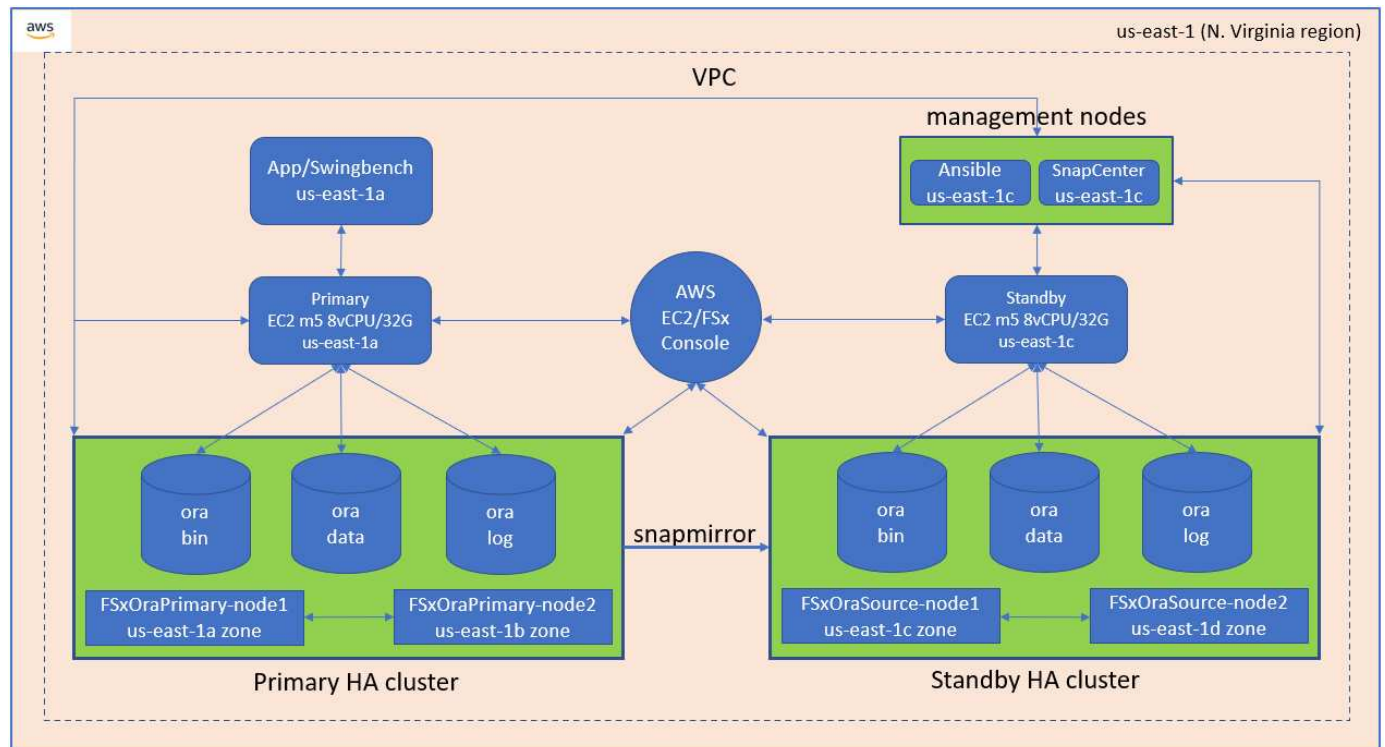 aws
us-east-1 (N. Virginia region)
VPC
management nodes
App/Swingbench
us-east-1a
Ansible
us-east-1c
SnapCenter
us-east-1c
Primary
EC2 m5 8vCPU/32G
us-east-1a
AWS
EC2/FSx
Console
Standby
EC2 m5 8vCPU/32G
us-east-1c
ora
bin
ora
data
ora
log
snapmirror
ora
bin
ora
data
ora
log
FSxOraPrimary-node1
us-east-1a zone
FSxOraPrimary-node2
us-east-1b zone
FSxOraSource-node1
us-east-1c zone
FSxOraSource-node2
us-east-1d zone
Primary HA cluster
Standby HA cluster